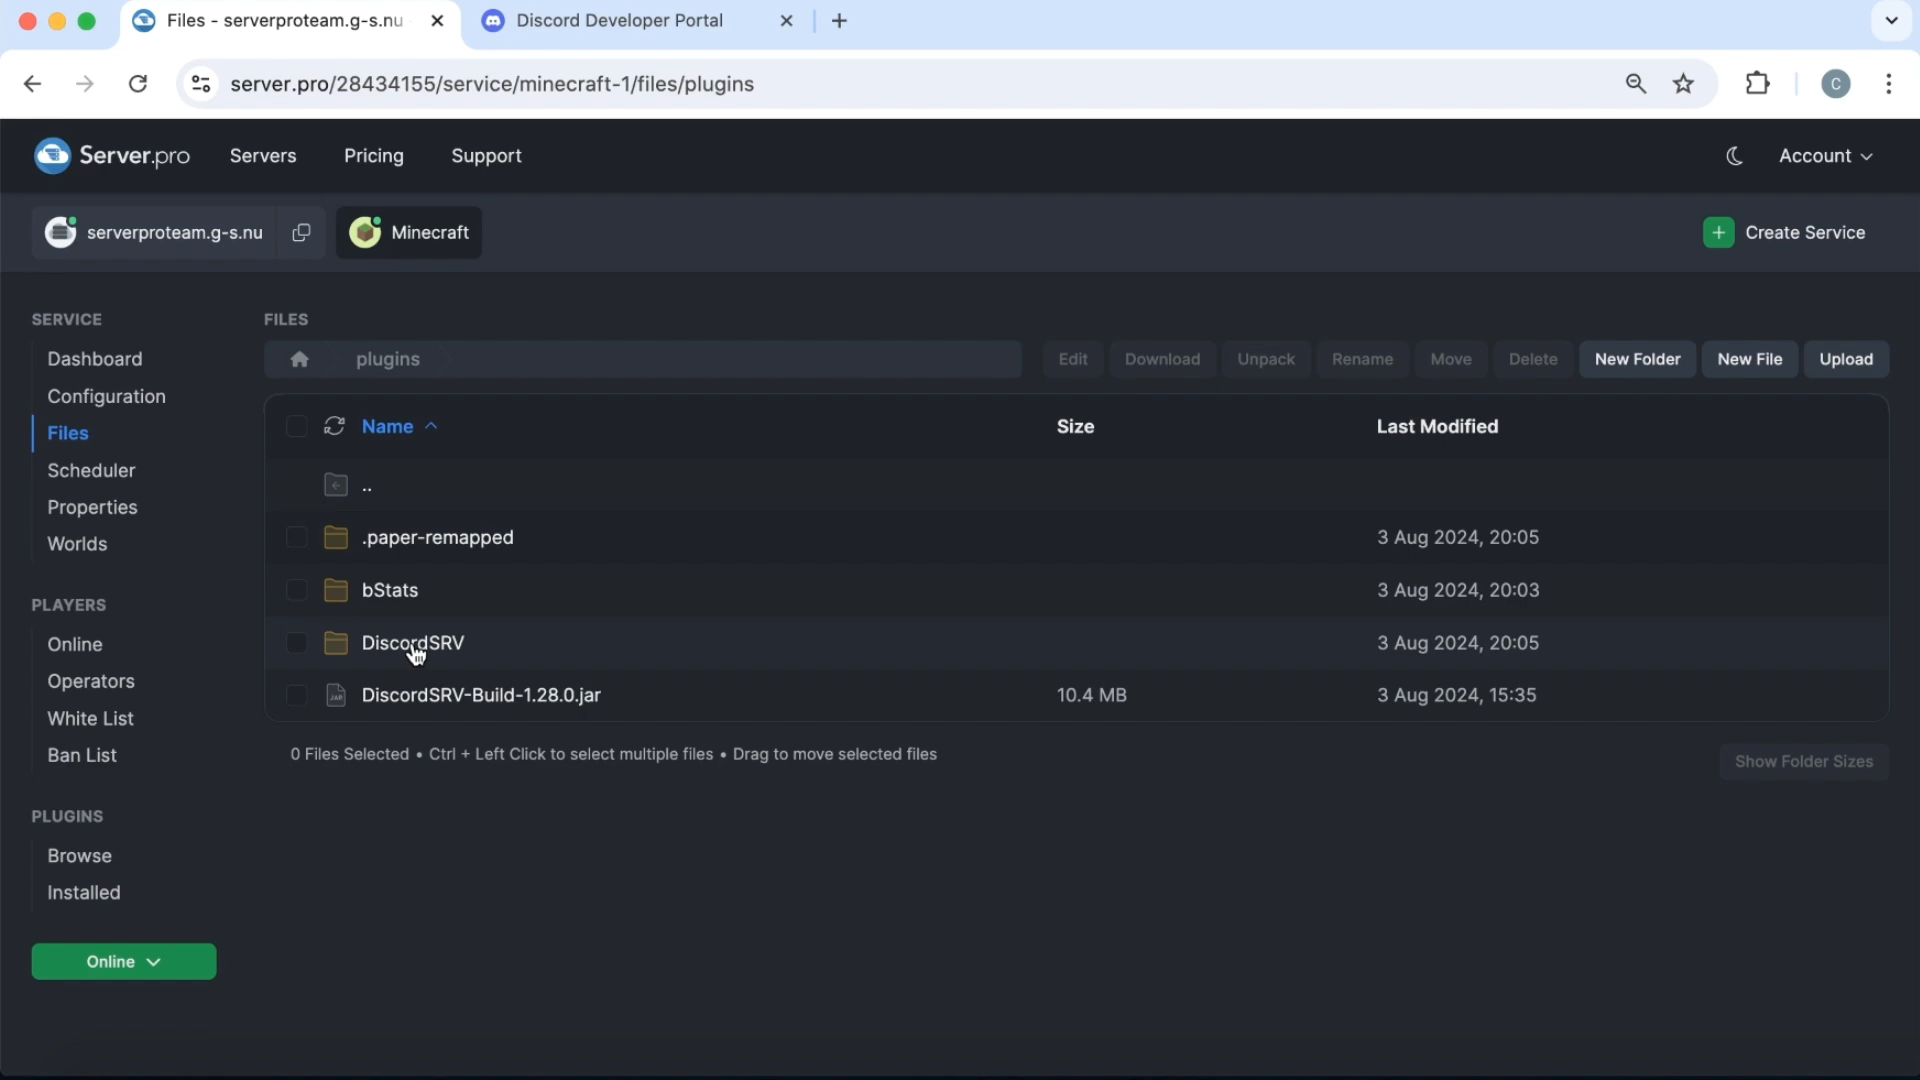 Files - serverproteam.g-s.nu
Discord Developer Portal
server.pro/28434155/service/minecraft-1/files/plugins
C
Server.pro
Servers
Pricing
Support
Account
serverproteam.g-s.nu
Minecraft
Create Service
SERVICE
Dashboard
Configuration
Files
Scheduler
Properties
Worlds
PLAYERS
Online
Operators
White List
Ban List
PLUGINS
Browse
Installed
Online
FILES
plugins
Edit
Download
Unpack
Rename
Move
Delete
New Folder
New File
Upload
Name
Size
Last Modified
..
.paper-remapped
3 Aug 2024, 20:05
bStats
3 Aug 2024, 20:03
DiscordSRV
3 Aug 2024, 20:05
JAR
DiscordSRV-Build-1.28.0.jar
10.4 MB
3 Aug 2024, 15:35
0 Files Selected • Ctrl + Left Click to select multiple files • Drag to move selected files
Show Folder Sizes